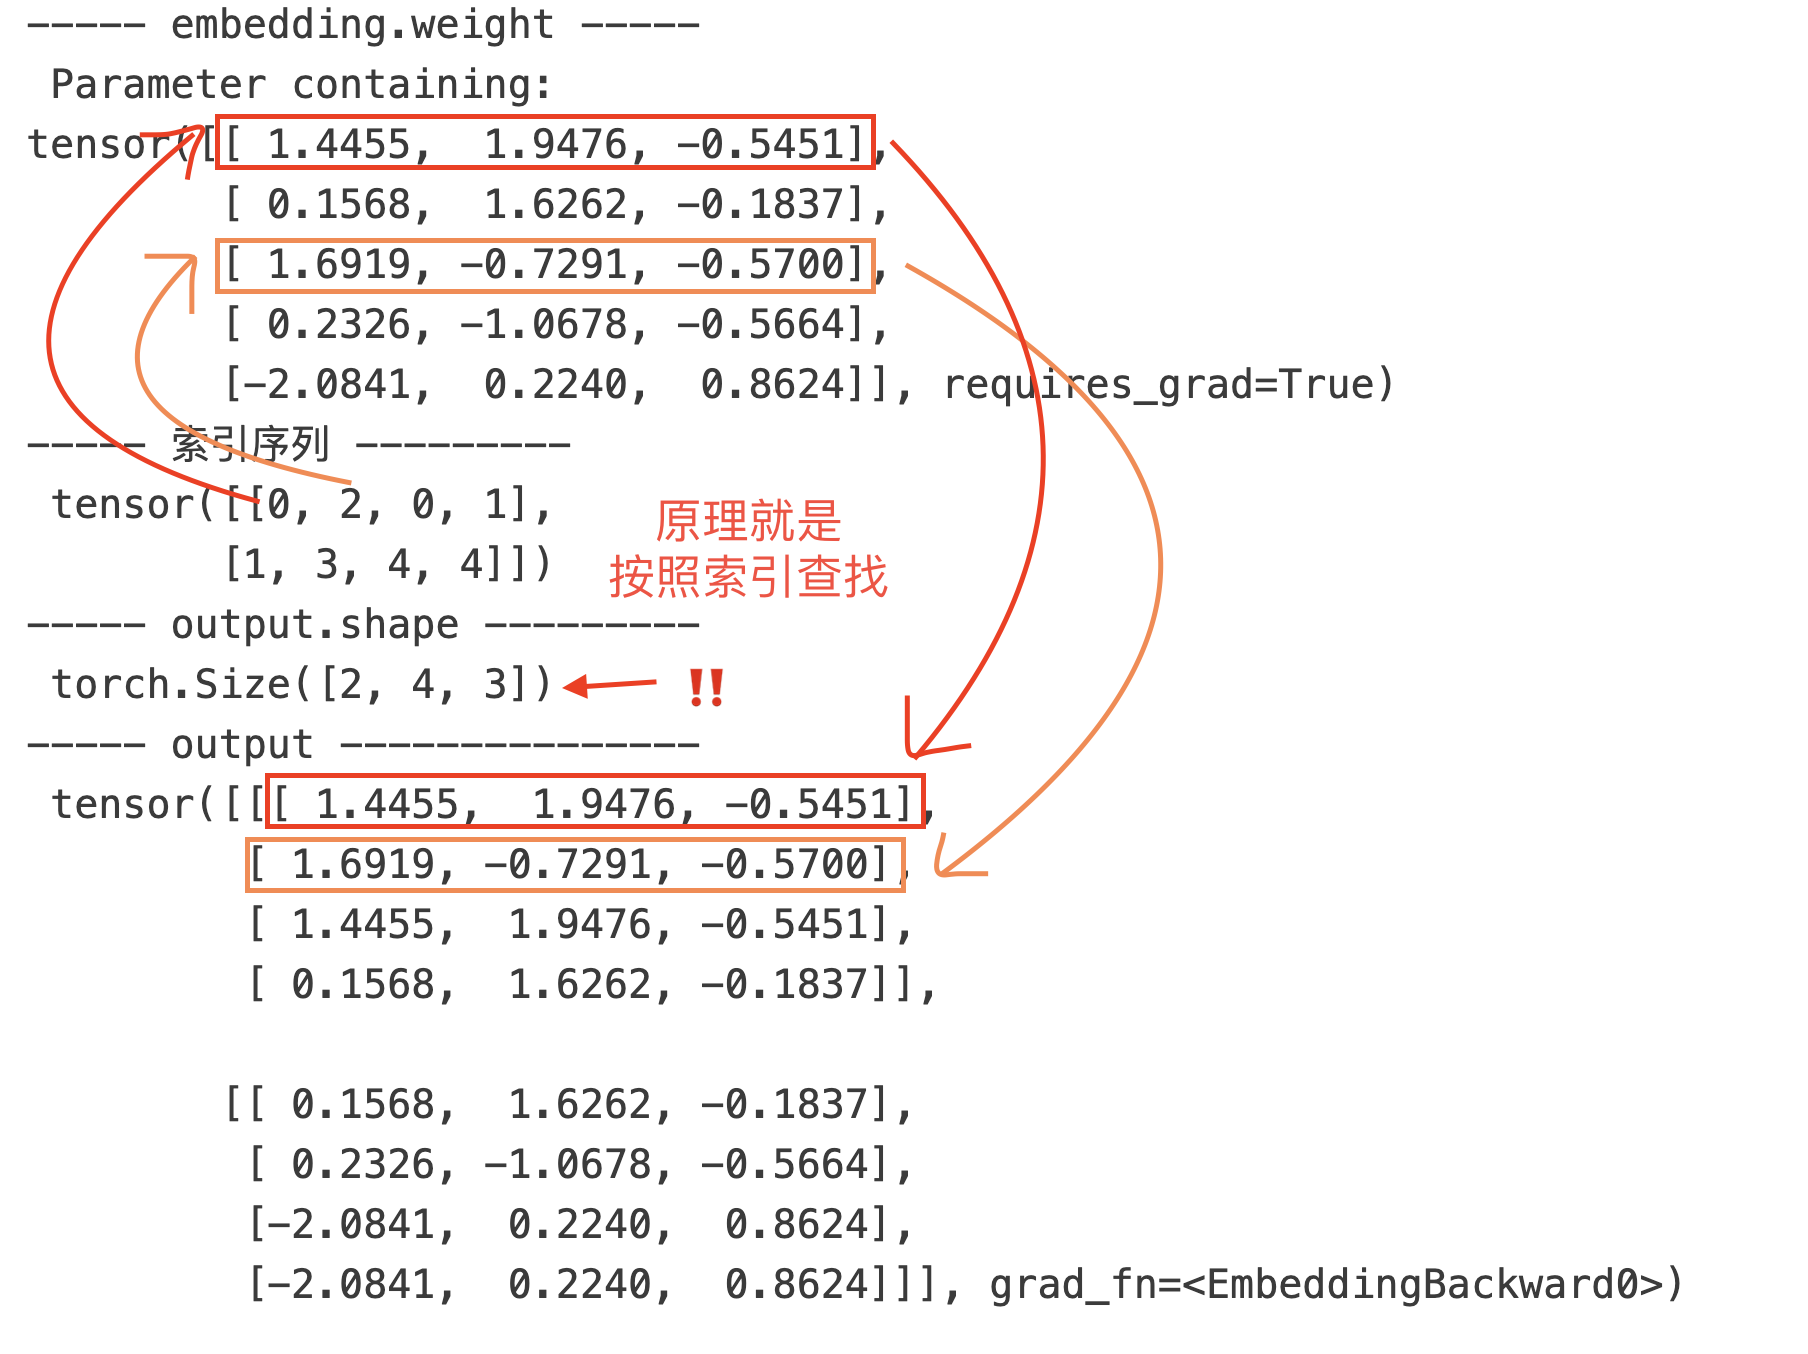 ----- embedding.weight -----
Parameter containing:
tensor([[ 1.4455,  1.9476, -0.5451],
[ 0.1568,  1.6262, -0.1837],
[ 1.6919, -0.7291, -0.5700],
[ 0.2326, -1.0678, -0.5664],
[-2.0841,  0.2240,  0.8624]], requires_grad=True)
----- 索引序列 ---------
tensor([[0, 2, 0, 1],
[1, 3, 4, 4]])
原理就是
按照索引查找
----- output.shape ---------
torch.Size([2, 4, 3])
!!
----- output ---------------
tensor([[[ 1.4455,  1.9476, -0.5451],
[ 1.6919, -0.7291, -0.5700],
[ 1.4455,  1.9476, -0.5451],
[ 0.1568,  1.6262, -0.1837]],
[[ 0.1568,  1.6262, -0.1837],
[ 0.2326, -1.0678, -0.5664],
[-2.0841,  0.2240,  0.8624],
[-2.0841,  0.2240,  0.8624]]], grad_fn=<EmbeddingBackward0>)